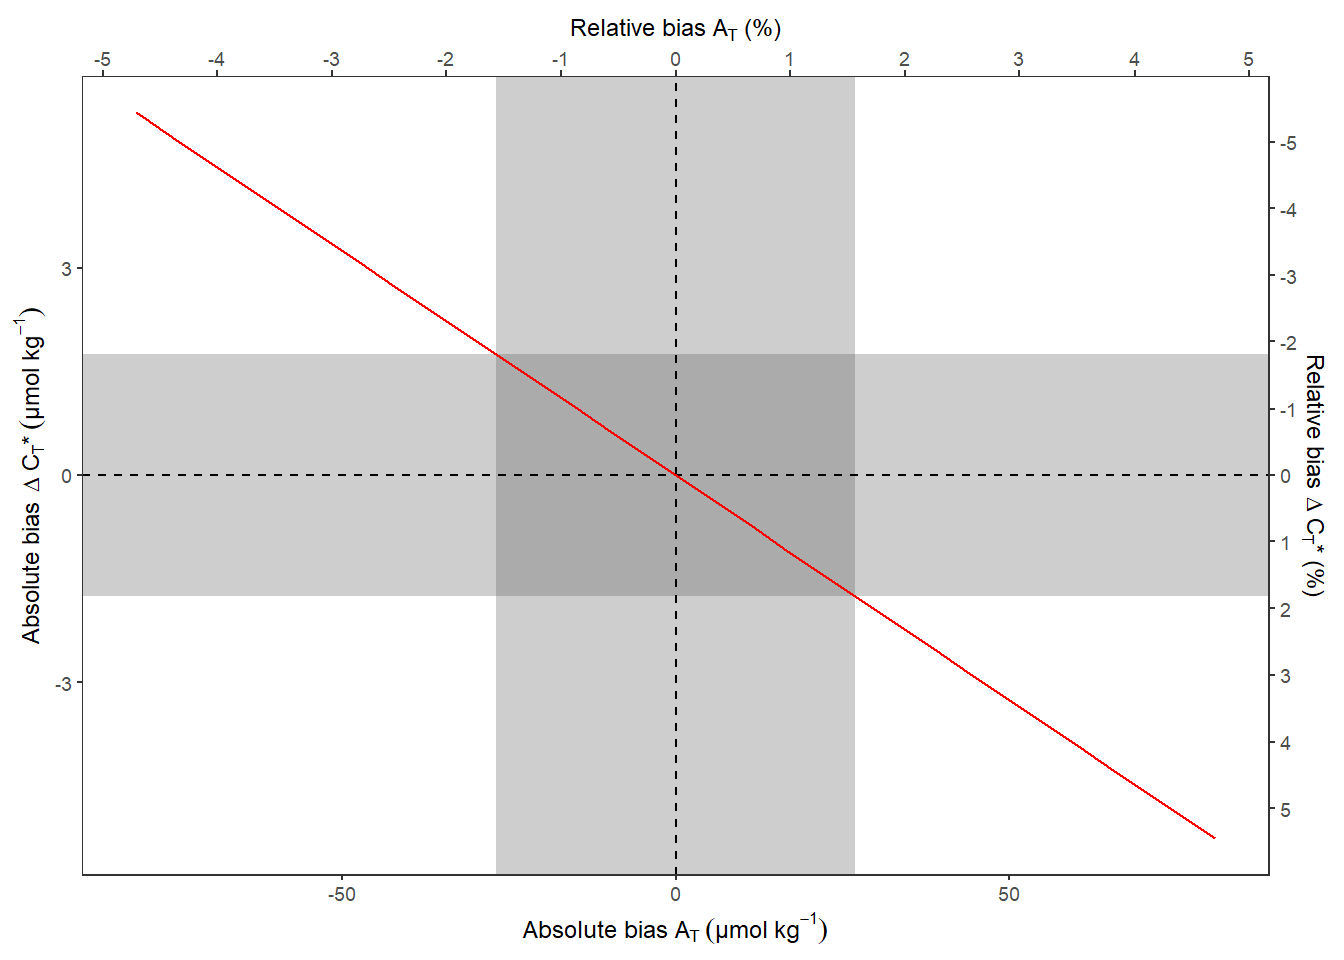 Relative bias A_T (%)
-5 -4 -3 -2 -1 0 1 2 3 4 5
3
0
-3
Absolute bias Δ C_T* (μmol kg⁻¹)
-5
-4
-3
-2
-1
0
1
2
3
4
5
Relative bias Δ C_T* (%)
-50 0 50
Absolute bias A_T (μmol kg⁻¹)